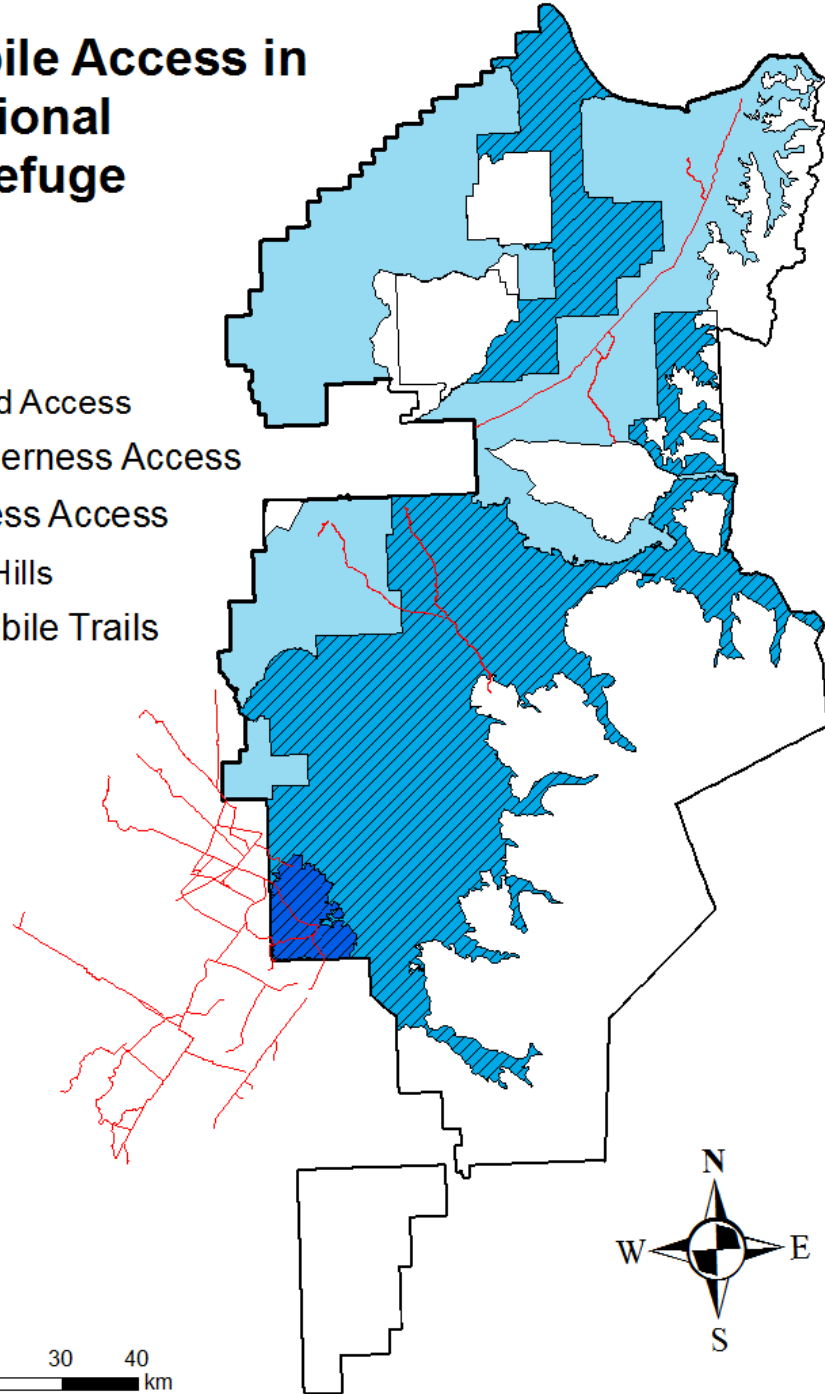 bile Access in
ional
efuge
d Access
erness Access
ess Access
Hills
bile Trails
N
W E
S
30 40
km